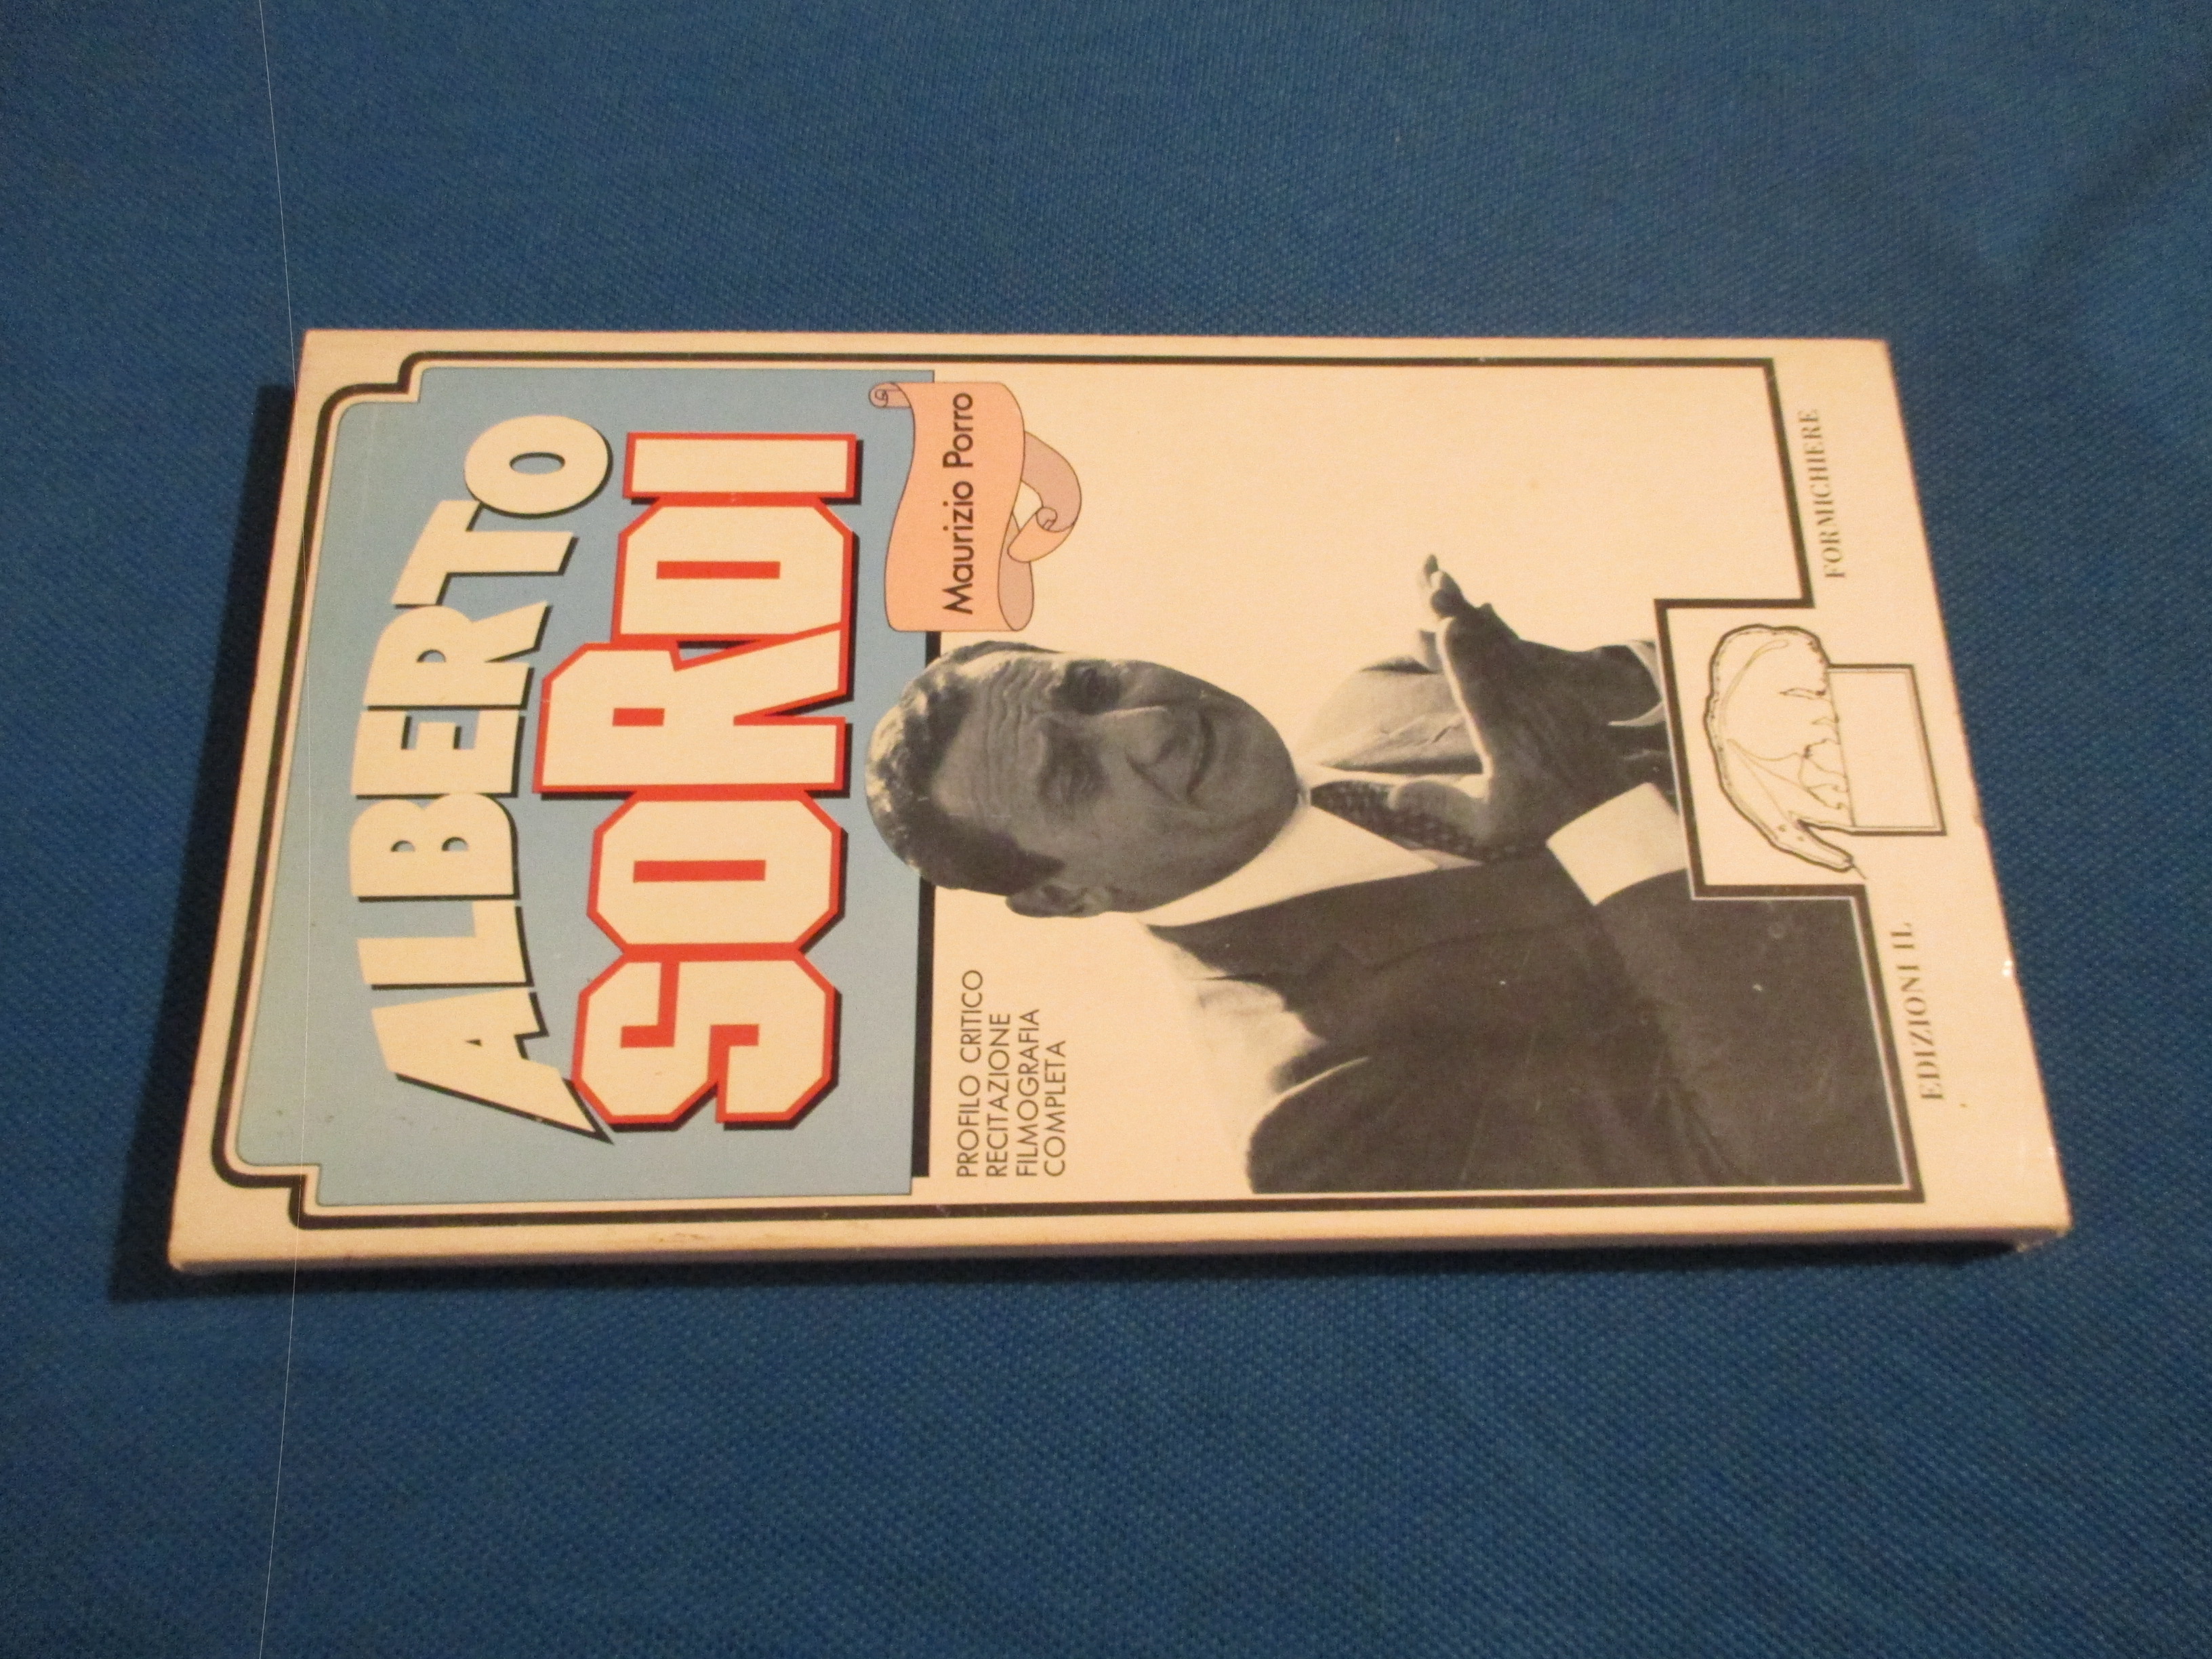 ALBERTO
SORDI
Maurizio Porro
PROFILO CRITICO
RECITAZIONE
FILMOGRAFIA
COMPLETA
EDIZIONI IL
FORMICHIERE